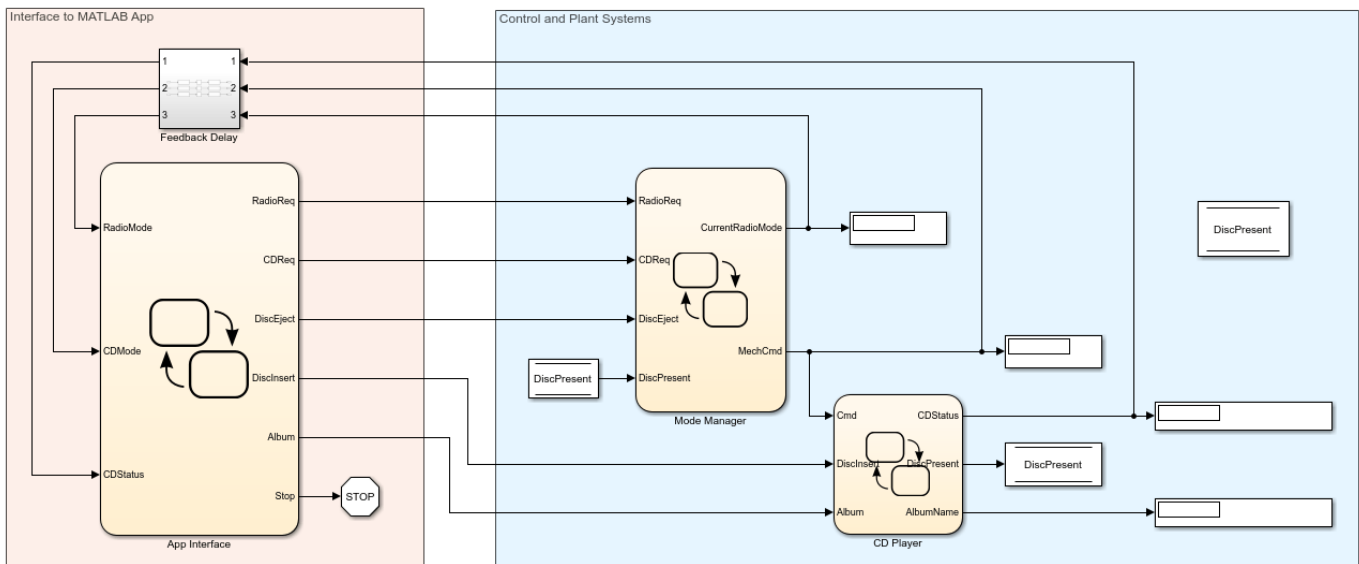 Interface to MATLAB App
1 1
2 2
3 3
Feedback Delay
RadioMode
CDMode
CDStatus
RadioReq
CDReq
DiscEject
DiscInsert
Album
Stop
App Interface
STOP
Control and Plant Systems
DiscPresent
RadioReq
CDReq
DiscEject
DiscPresent
CurrentRadioMode
MechCmd
Mode Manager
Cmd
DiscInsert
Album
CDStatus
DiscPresent
AlbumName
CD Player
DiscPresent
DiscPresent